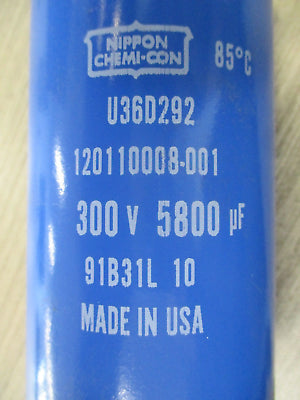 NIPPON
CHEMI-CON
85°C
U36D292
120110008-001
300 V 5800 µF
91B31L 10
MADE IN USA